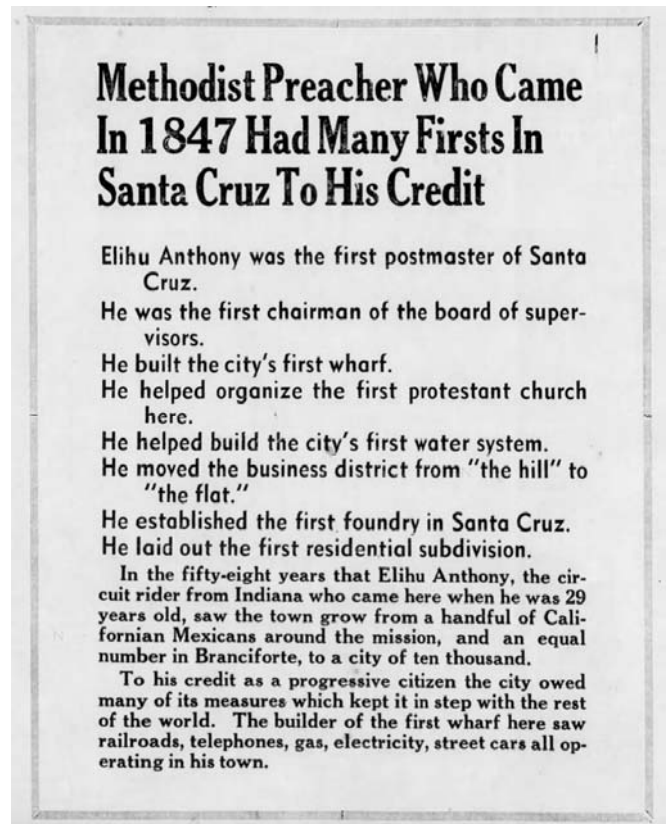 Methodist Preacher Who Came
In 1847 Had Many Firsts In
Santa Cruz To His Credit
Elihu Anthony was the first postmaster of Santa
Cruz.
He was the first chairman of the board of super-
visors.
He built the city's first wharf.
He helped organize the first protestant church
here.
He helped build the city's first water system.
He moved the business district from "the hill" to
"the flat."
He established the first foundry in Santa Cruz.
He laid out the first residential subdivision.
In the fifty-eight years that Elihu Anthony, the cir-
cuit rider from Indiana who came here when he was 29
years old, saw the town grow from a handful of Cali-
fornian Mexicans around the mission, and an equal
number in Branciforte, to a city of ten thousand.
To his credit as a progressive citizen the city owed
many of its measures which kept it in step with the rest
of the world. The builder of the first wharf here saw
railroads, telephones, gas, electricity, street cars all op-
erating in his town.